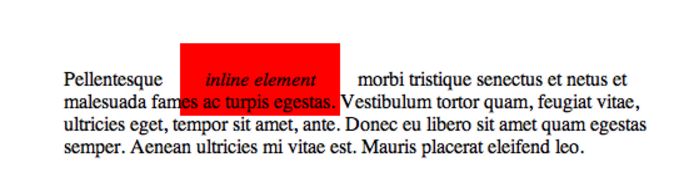 Pellentesque inline element morbi tristique senectus et netus et
malesuada fames ac turpis egestas. Vestibulum tortor quam, feugiat vitae,
ultricies eget, tempor sit amet, ante. Donec eu libero sit amet quam egestas
semper. Aenean ultricies mi vitae est. Mauris placerat eleifend leo.